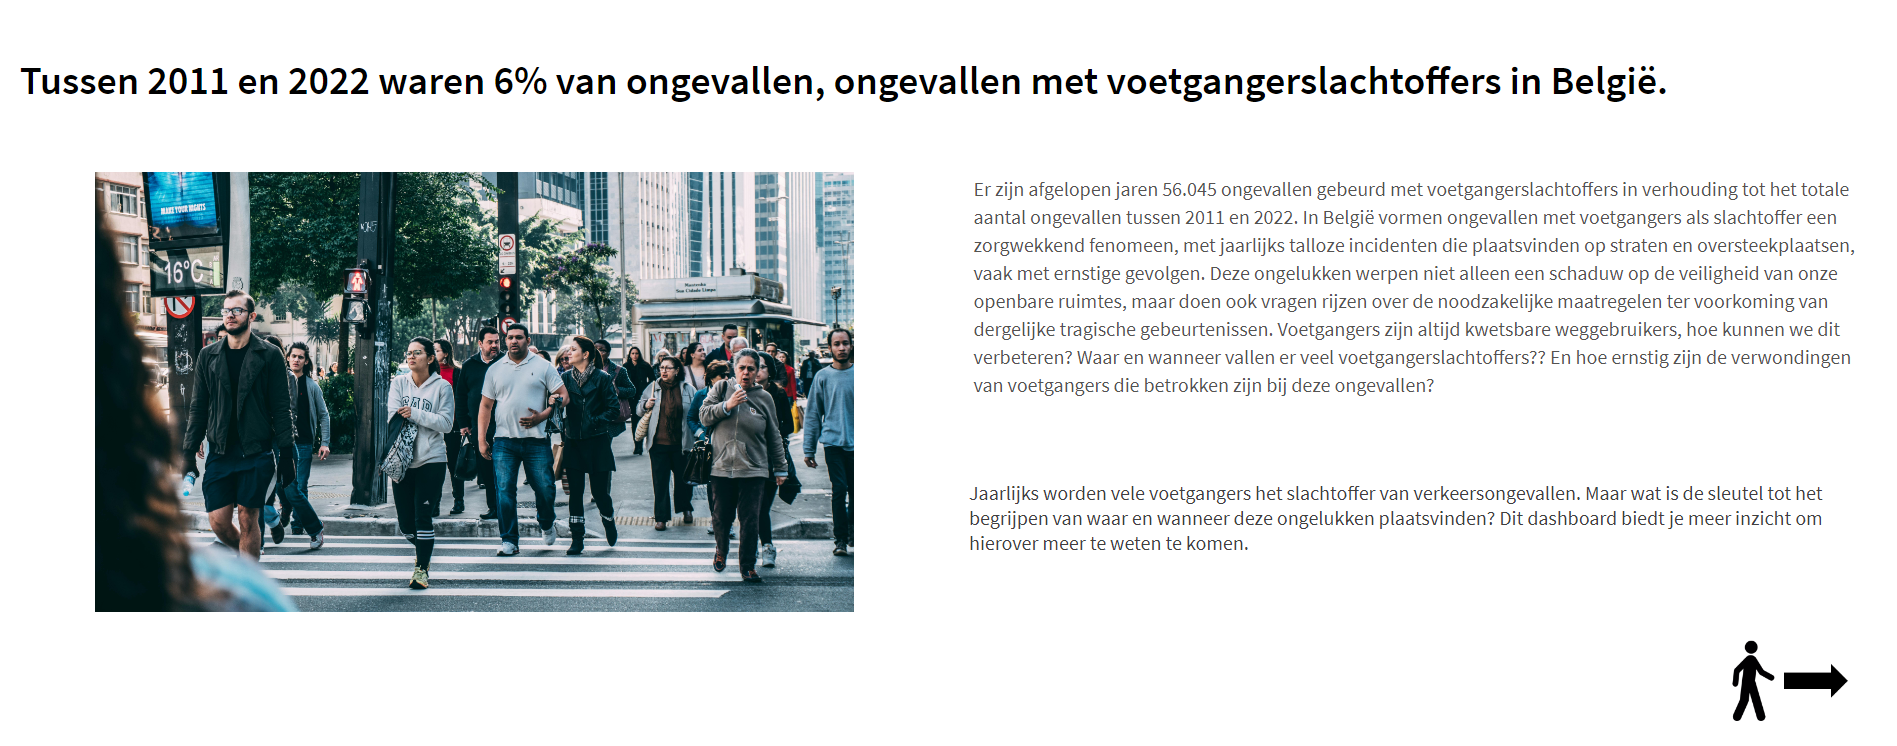 Tussen 2011 en 2022 waren 6% van ongevallen, ongevallen met voetgangerslachtoffers in België.
MAKE YOUR NIGHTS
16°C
GAP
Er zijn afgelopen jaren 56.045 ongevallen gebeurd met voetgangerslachtoffers in verhouding tot het totale
aantal ongevallen tussen 2011 en 2022. In België vormen ongevallen met voetgangers als slachtoffer een
zorgwekkend fenomeen, met jaarlijks talloze incidenten die plaatsvinden op straten en oversteekplaatsen,
vaak met ernstige gevolgen. Deze ongelukken werpen niet alleen een schaduw op de veiligheid van onze
openbare ruimtes, maar doen ook vragen rijzen over de noodzakelijke maatregelen ter voorkoming van
dergelijke tragische gebeurtenissen. Voetgangers zijn altijd kwetsbare weggebruikers, hoe kunnen we dit
verbeteren? Waar en wanneer vallen er veel voetgangerslachtoffers?? En hoe ernstig zijn de verwondingen
van voetgangers die betrokken zijn bij deze ongevallen?
Jaarlijks worden vele voetgangers het slachtoffer van verkeersongevallen. Maar wat is de sleutel tot het
begrijpen van waar en wanneer deze ongelukken plaatsvinden? Dit dashboard biedt je meer inzicht om
hierover meer te weten te komen.